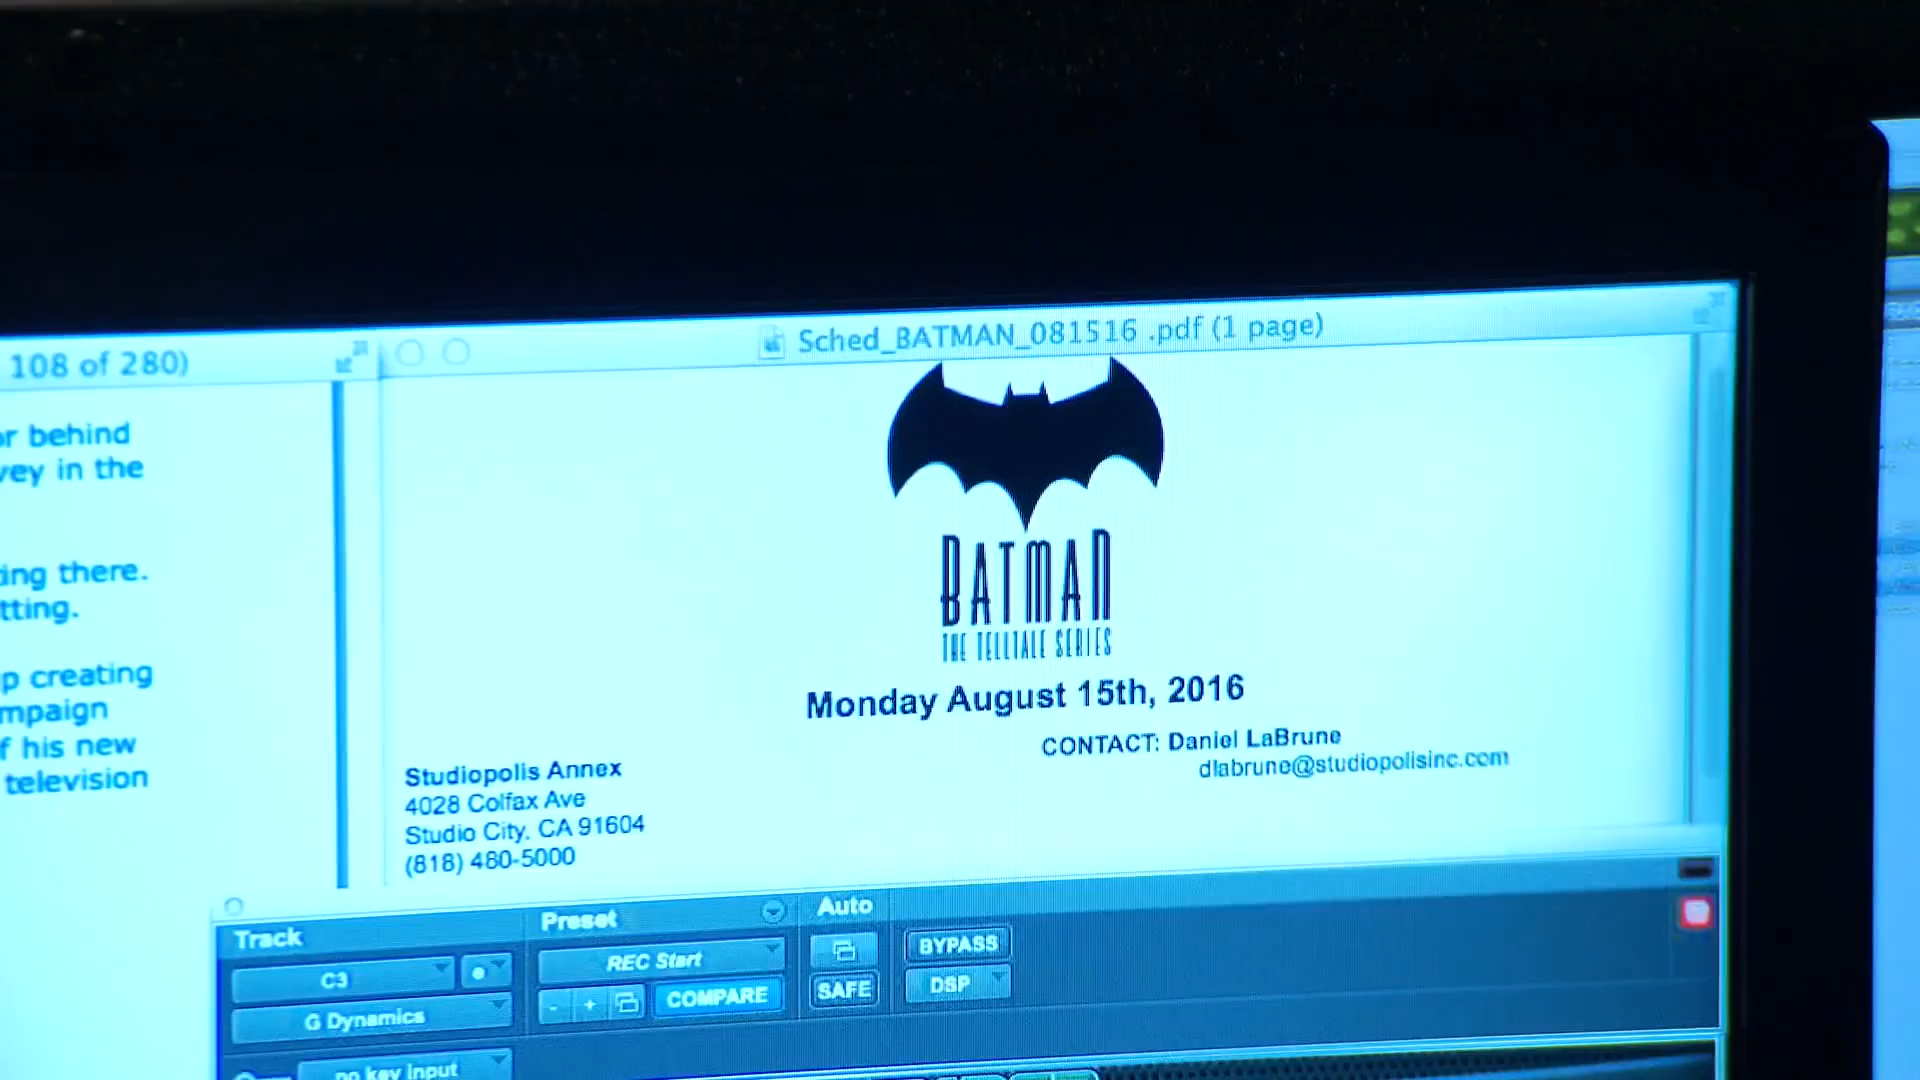 108 of 280)
or behind
vey in the
ing there.
tting.
p creating
mpaign
f his new
television
Sched_BATMAN_081516 .pdf (1 page)
BATMAN
THE TELLTALE SERIES
Monday August 15th, 2016
CONTACT: Daniel LaBrune
dlabrune@studiopolisinc.com
Studiopolis Annex
4028 Colfax Ave
Studio City, CA 91604
(818) 480-5000
Track
Preset
Auto
C3
REC Start
BYPASS
G Dynamics
- + COMPARE
SAFE
DSP
no key input